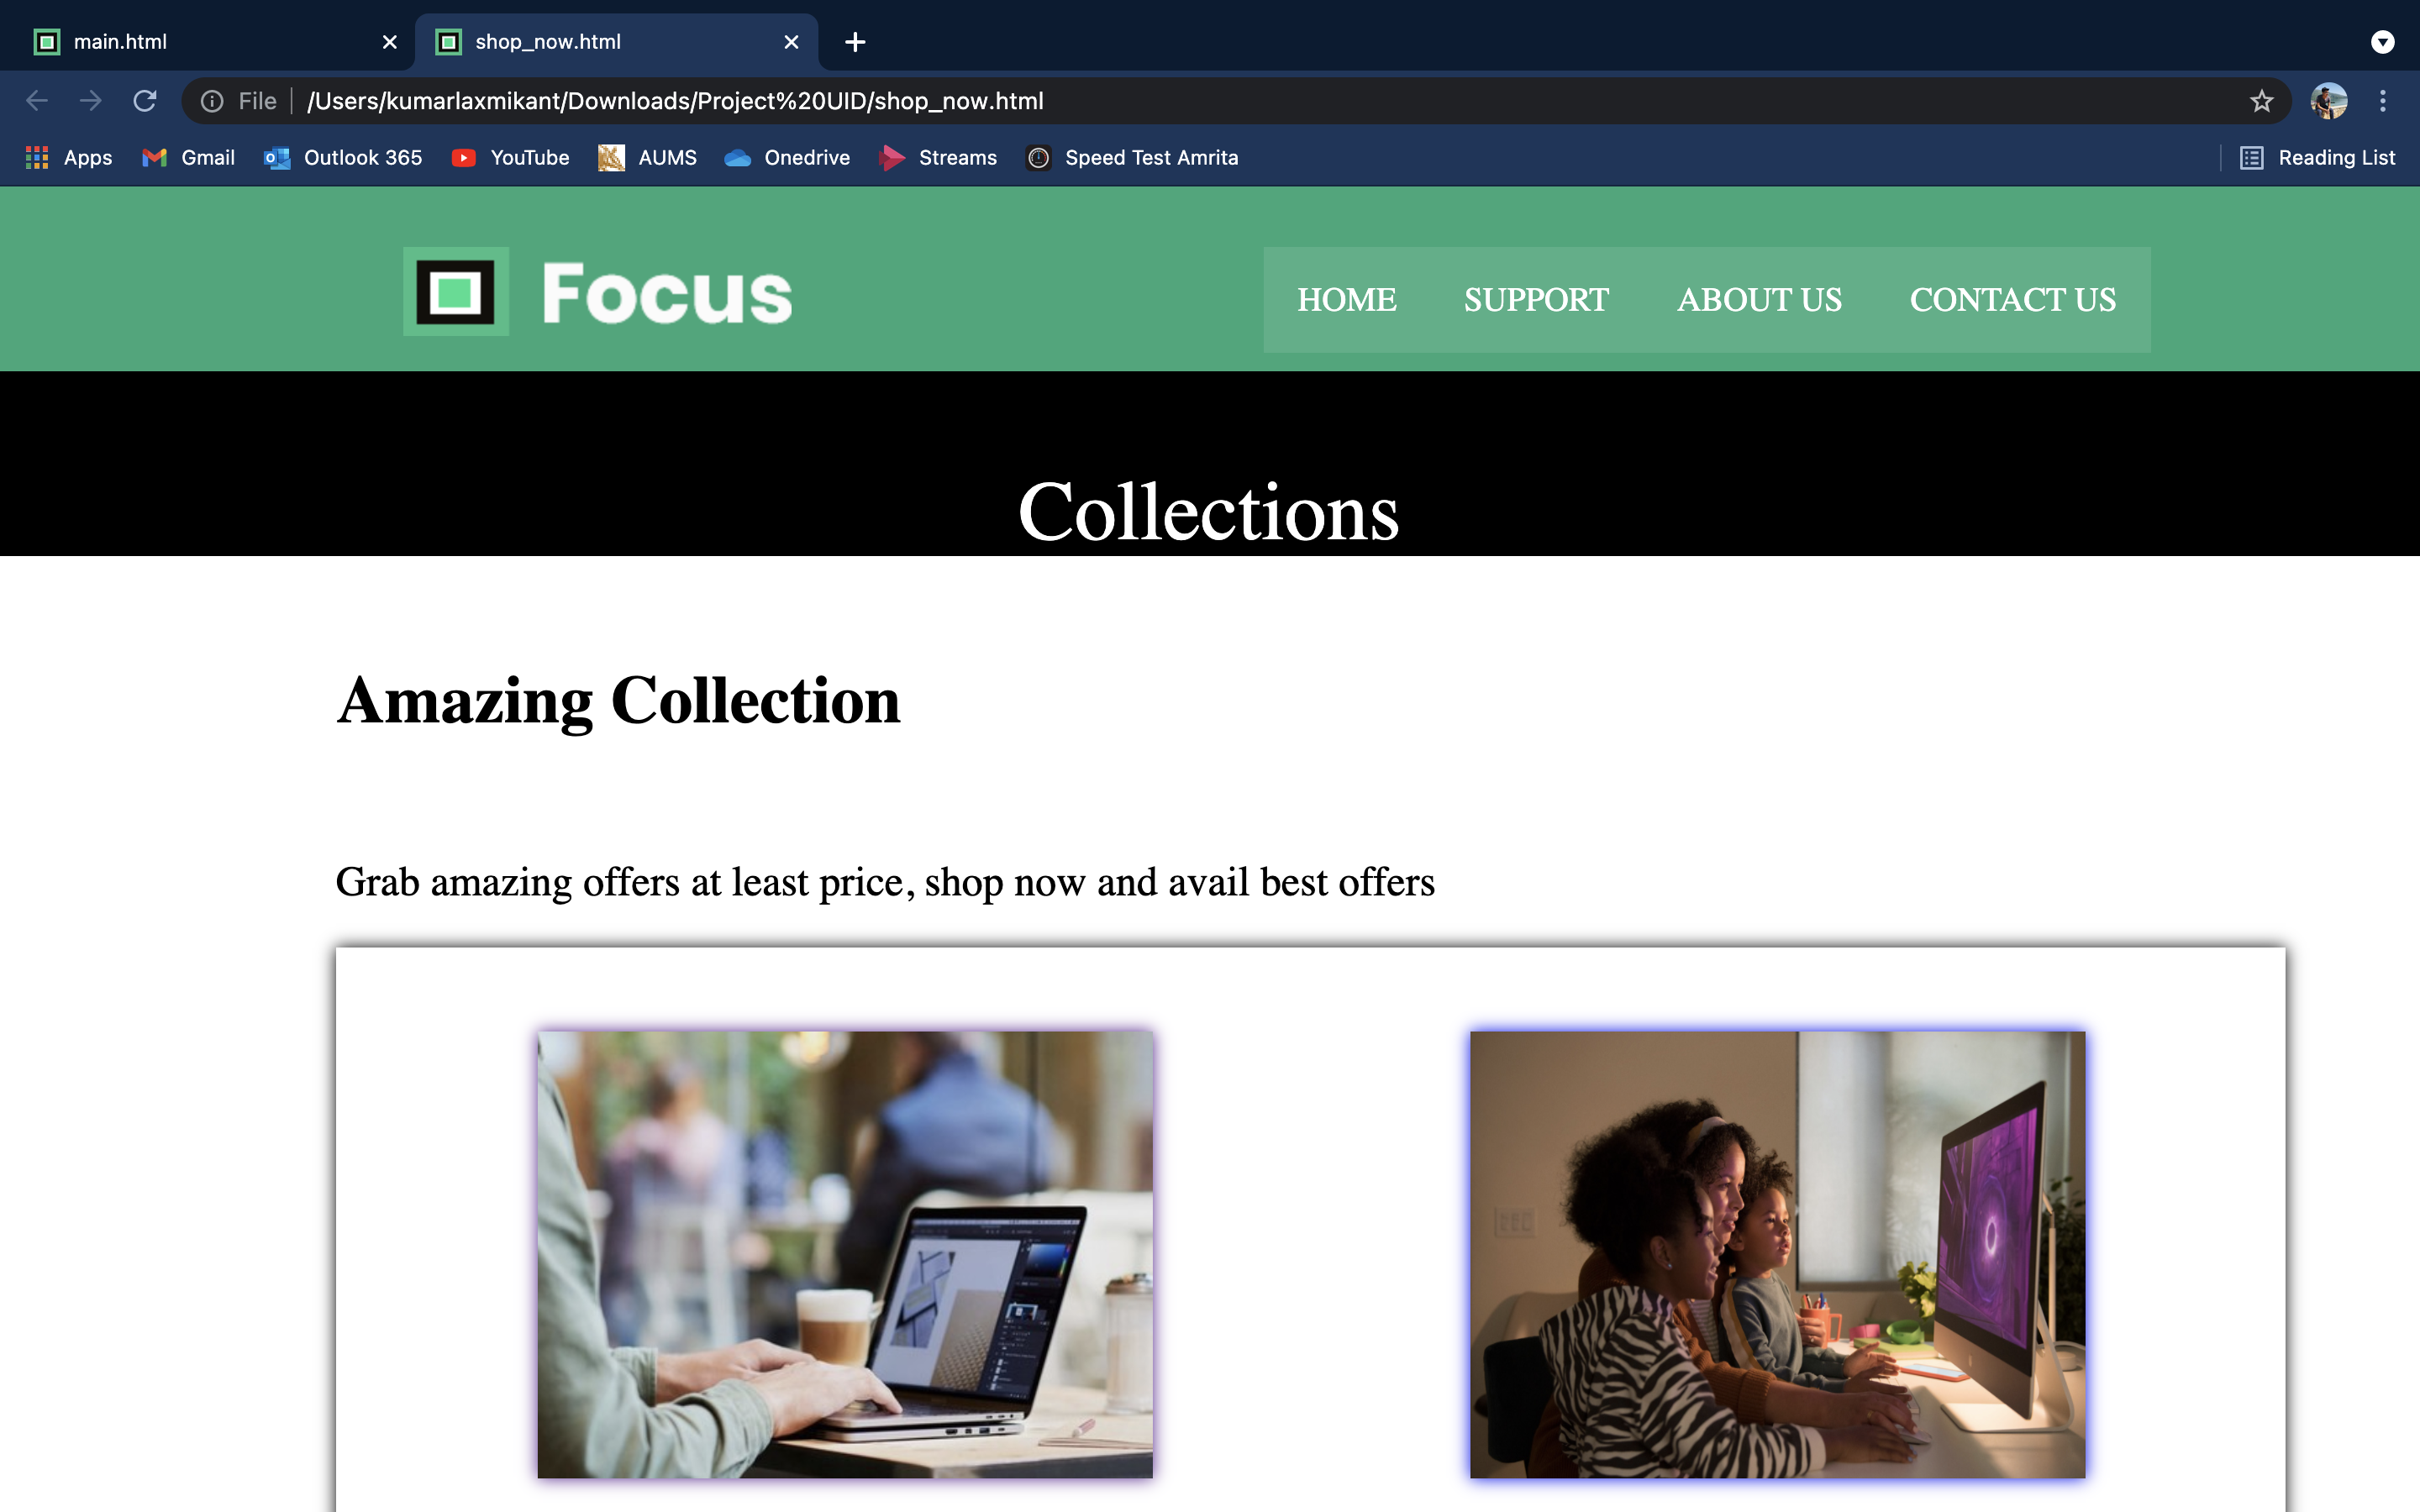 main.html
shop_now.html
File
/Users/kumarlaxmikant/Downloads/Project%20UID/shop_now.html
Apps
Gmail
Outlook 365
YouTube
AUMS
Onedrive
Streams
Speed Test Amrita
Reading List
Focus
HOME
SUPPORT
ABOUT US
CONTACT US
Collections
Amazing Collection
Grab amazing offers at least price, shop now and avail best offers